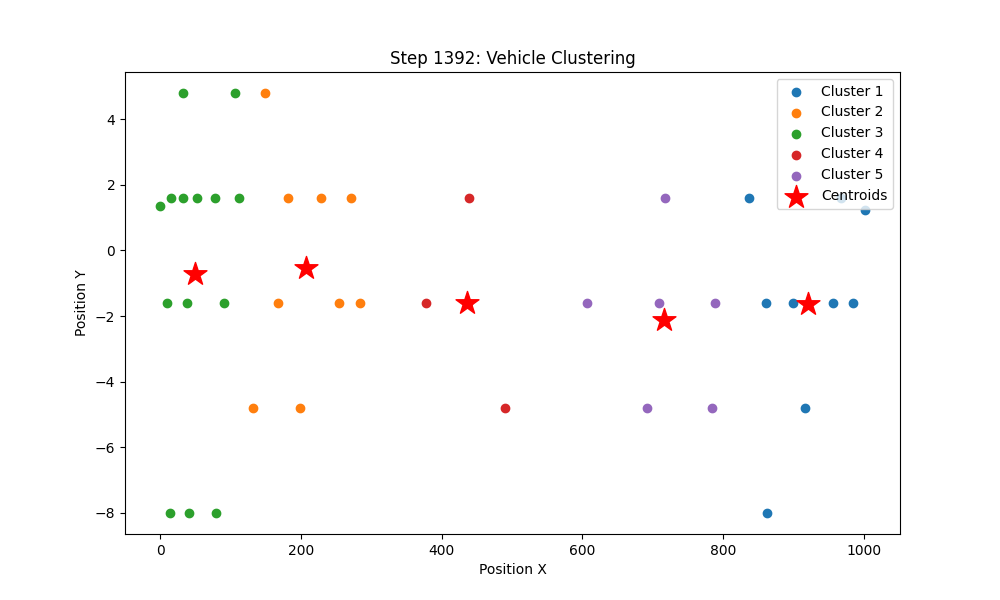 Step 1392: Vehicle Clustering
Cluster 1
Cluster 2
Cluster 3
Cluster 4
Cluster 5
Centroids
Position Y
4
2
0
−2
−4
−6
−8
0
200
400
600
800
1000
Position X